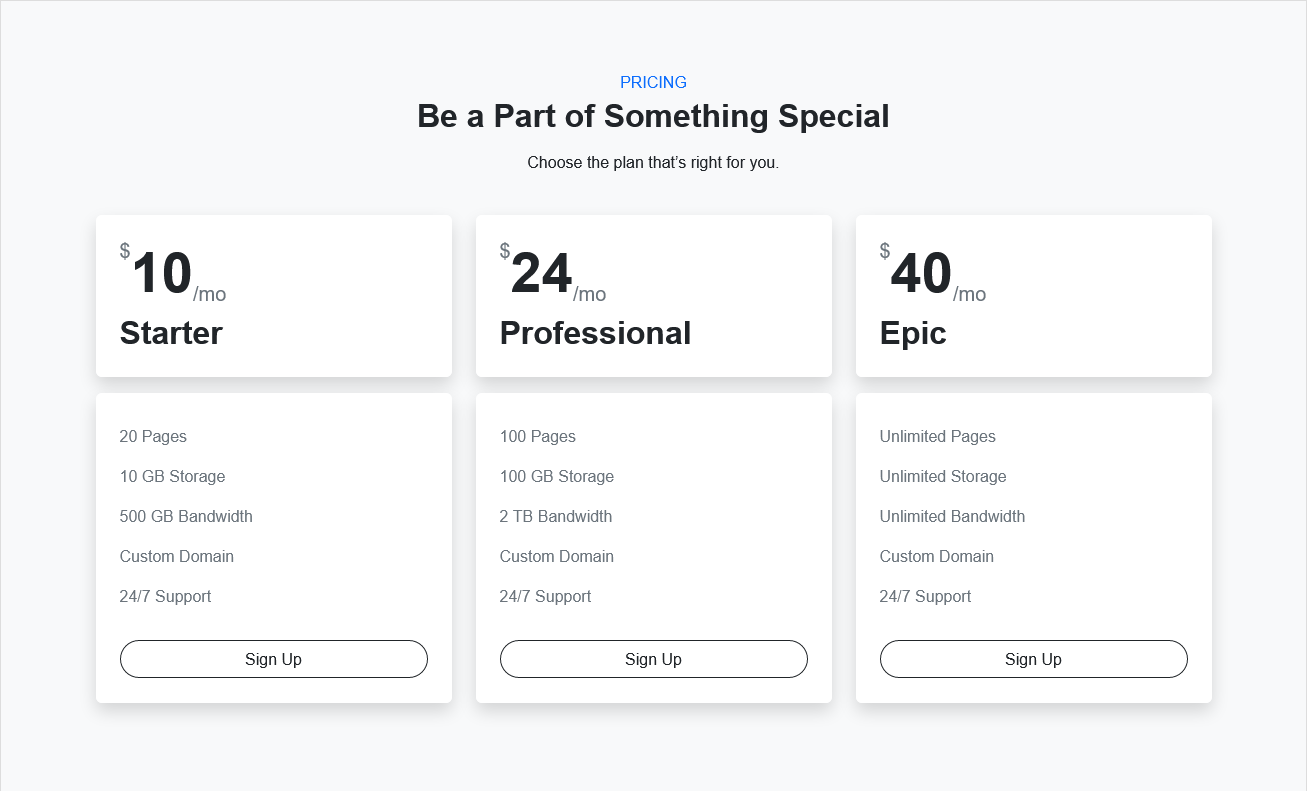 PRICING
Be a Part of Something Special
Choose the plan that’s right for you.
$10/mo
Starter
20 Pages
10 GB Storage
500 GB Bandwidth
Custom Domain
24/7 Support
Sign Up
$24/mo
Professional
100 Pages
100 GB Storage
2 TB Bandwidth
Custom Domain
24/7 Support
Sign Up
$40/mo
Epic
Unlimited Pages
Unlimited Storage
Unlimited Bandwidth
Custom Domain
24/7 Support
Sign Up